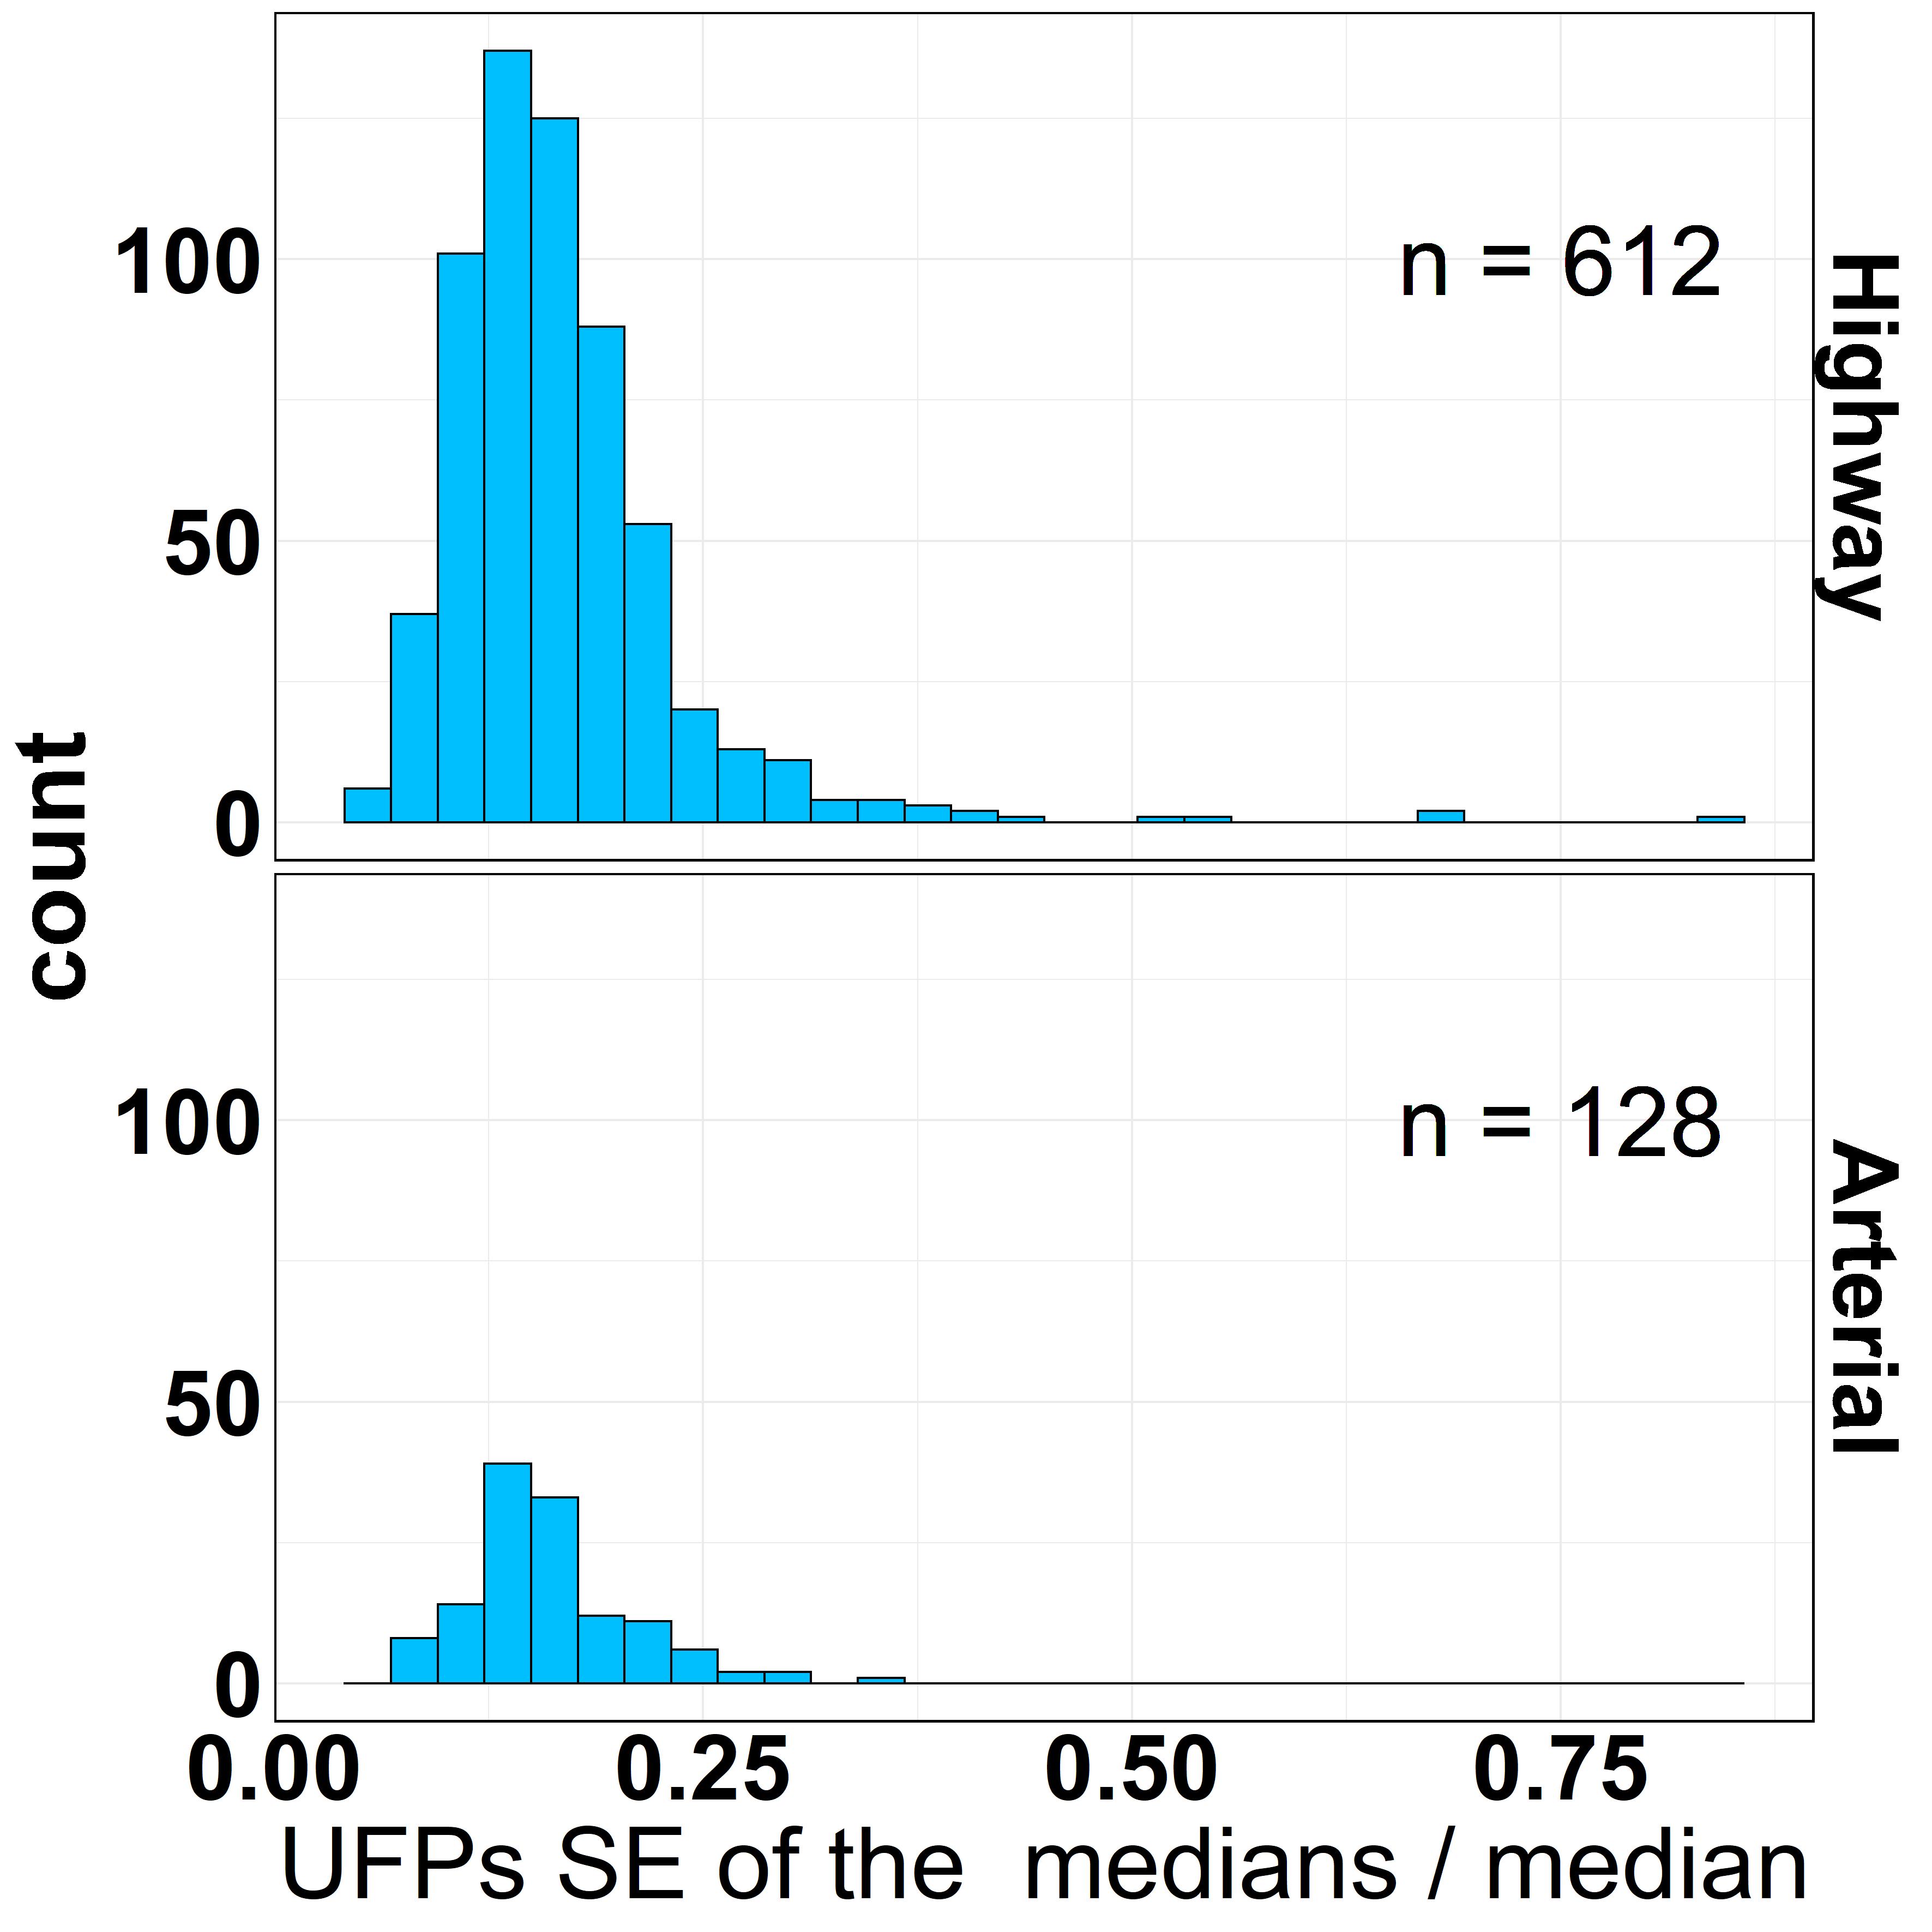 count
100
50
0
n = 612
Highway
100
50
0
n = 128
Arterial
0.00 0.25 0.50 0.75
UFPs SE of the  medians / median